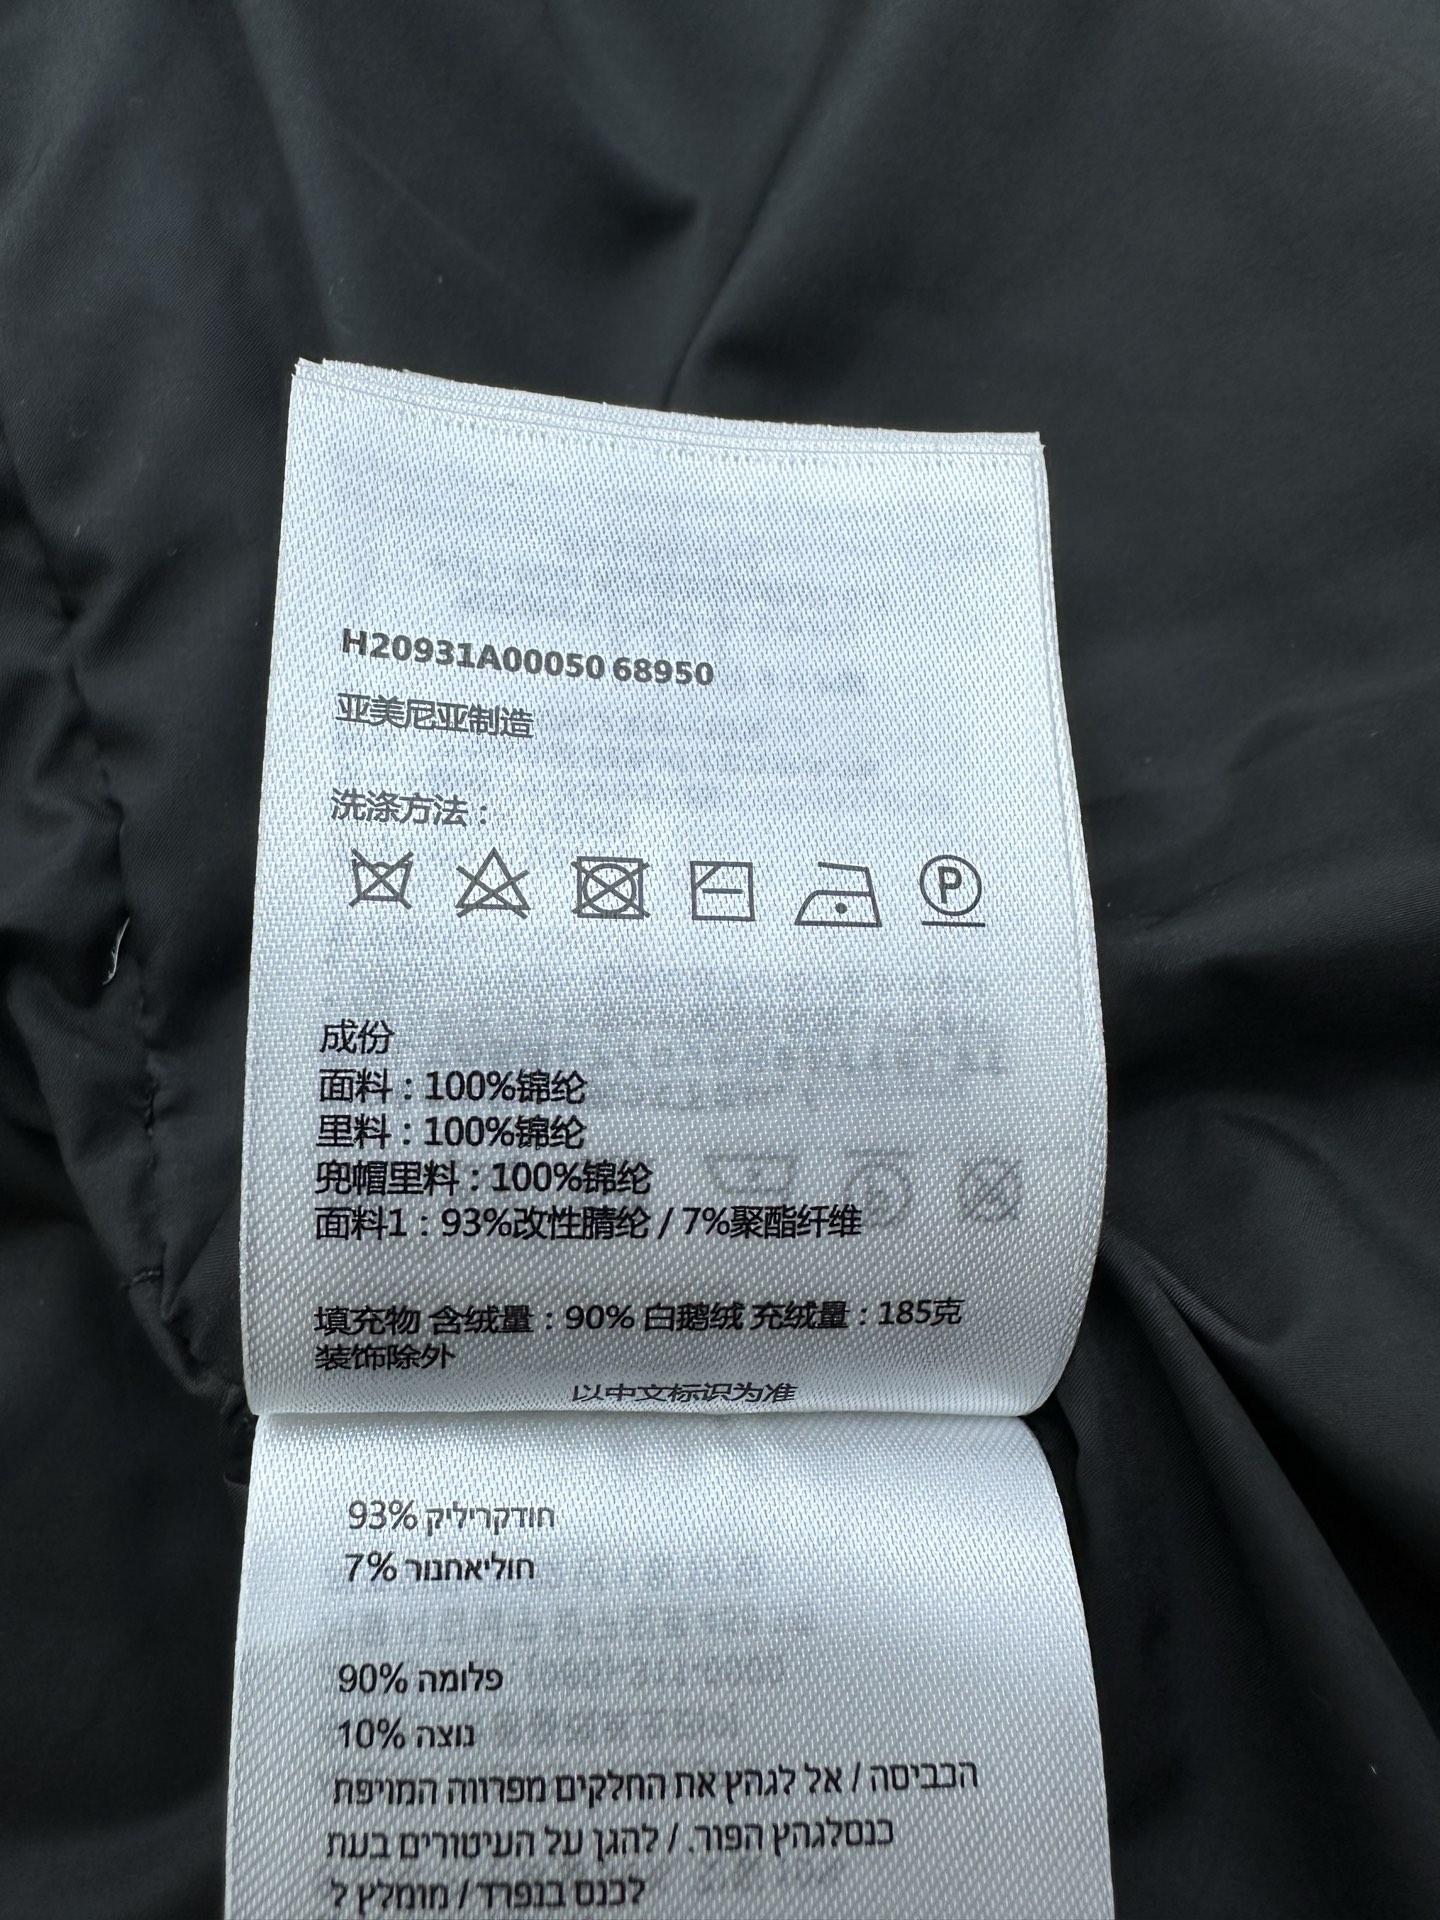 H20931A00050 68950
亚美尼亚制造
洗涤方法：
P
成份
面料：100%锦纶
里料：100%锦纶
兜帽里料：100%锦纶
面料1：93%改性腈纶 / 7%聚酯纤维
填充物 含绒量：90% 白鹅绒 充绒量：185克
装饰除外
以中文标识为准
93% חודקריליק
7% חוליאחנור
90% פלומה
10% נוצה
הכביסה / אל לגהץ את החלקים מפרווה המויפת
כנסלגהץ הפור. / להגן על העיטורים בעת
לכנס בנפרד / מומלץ ל